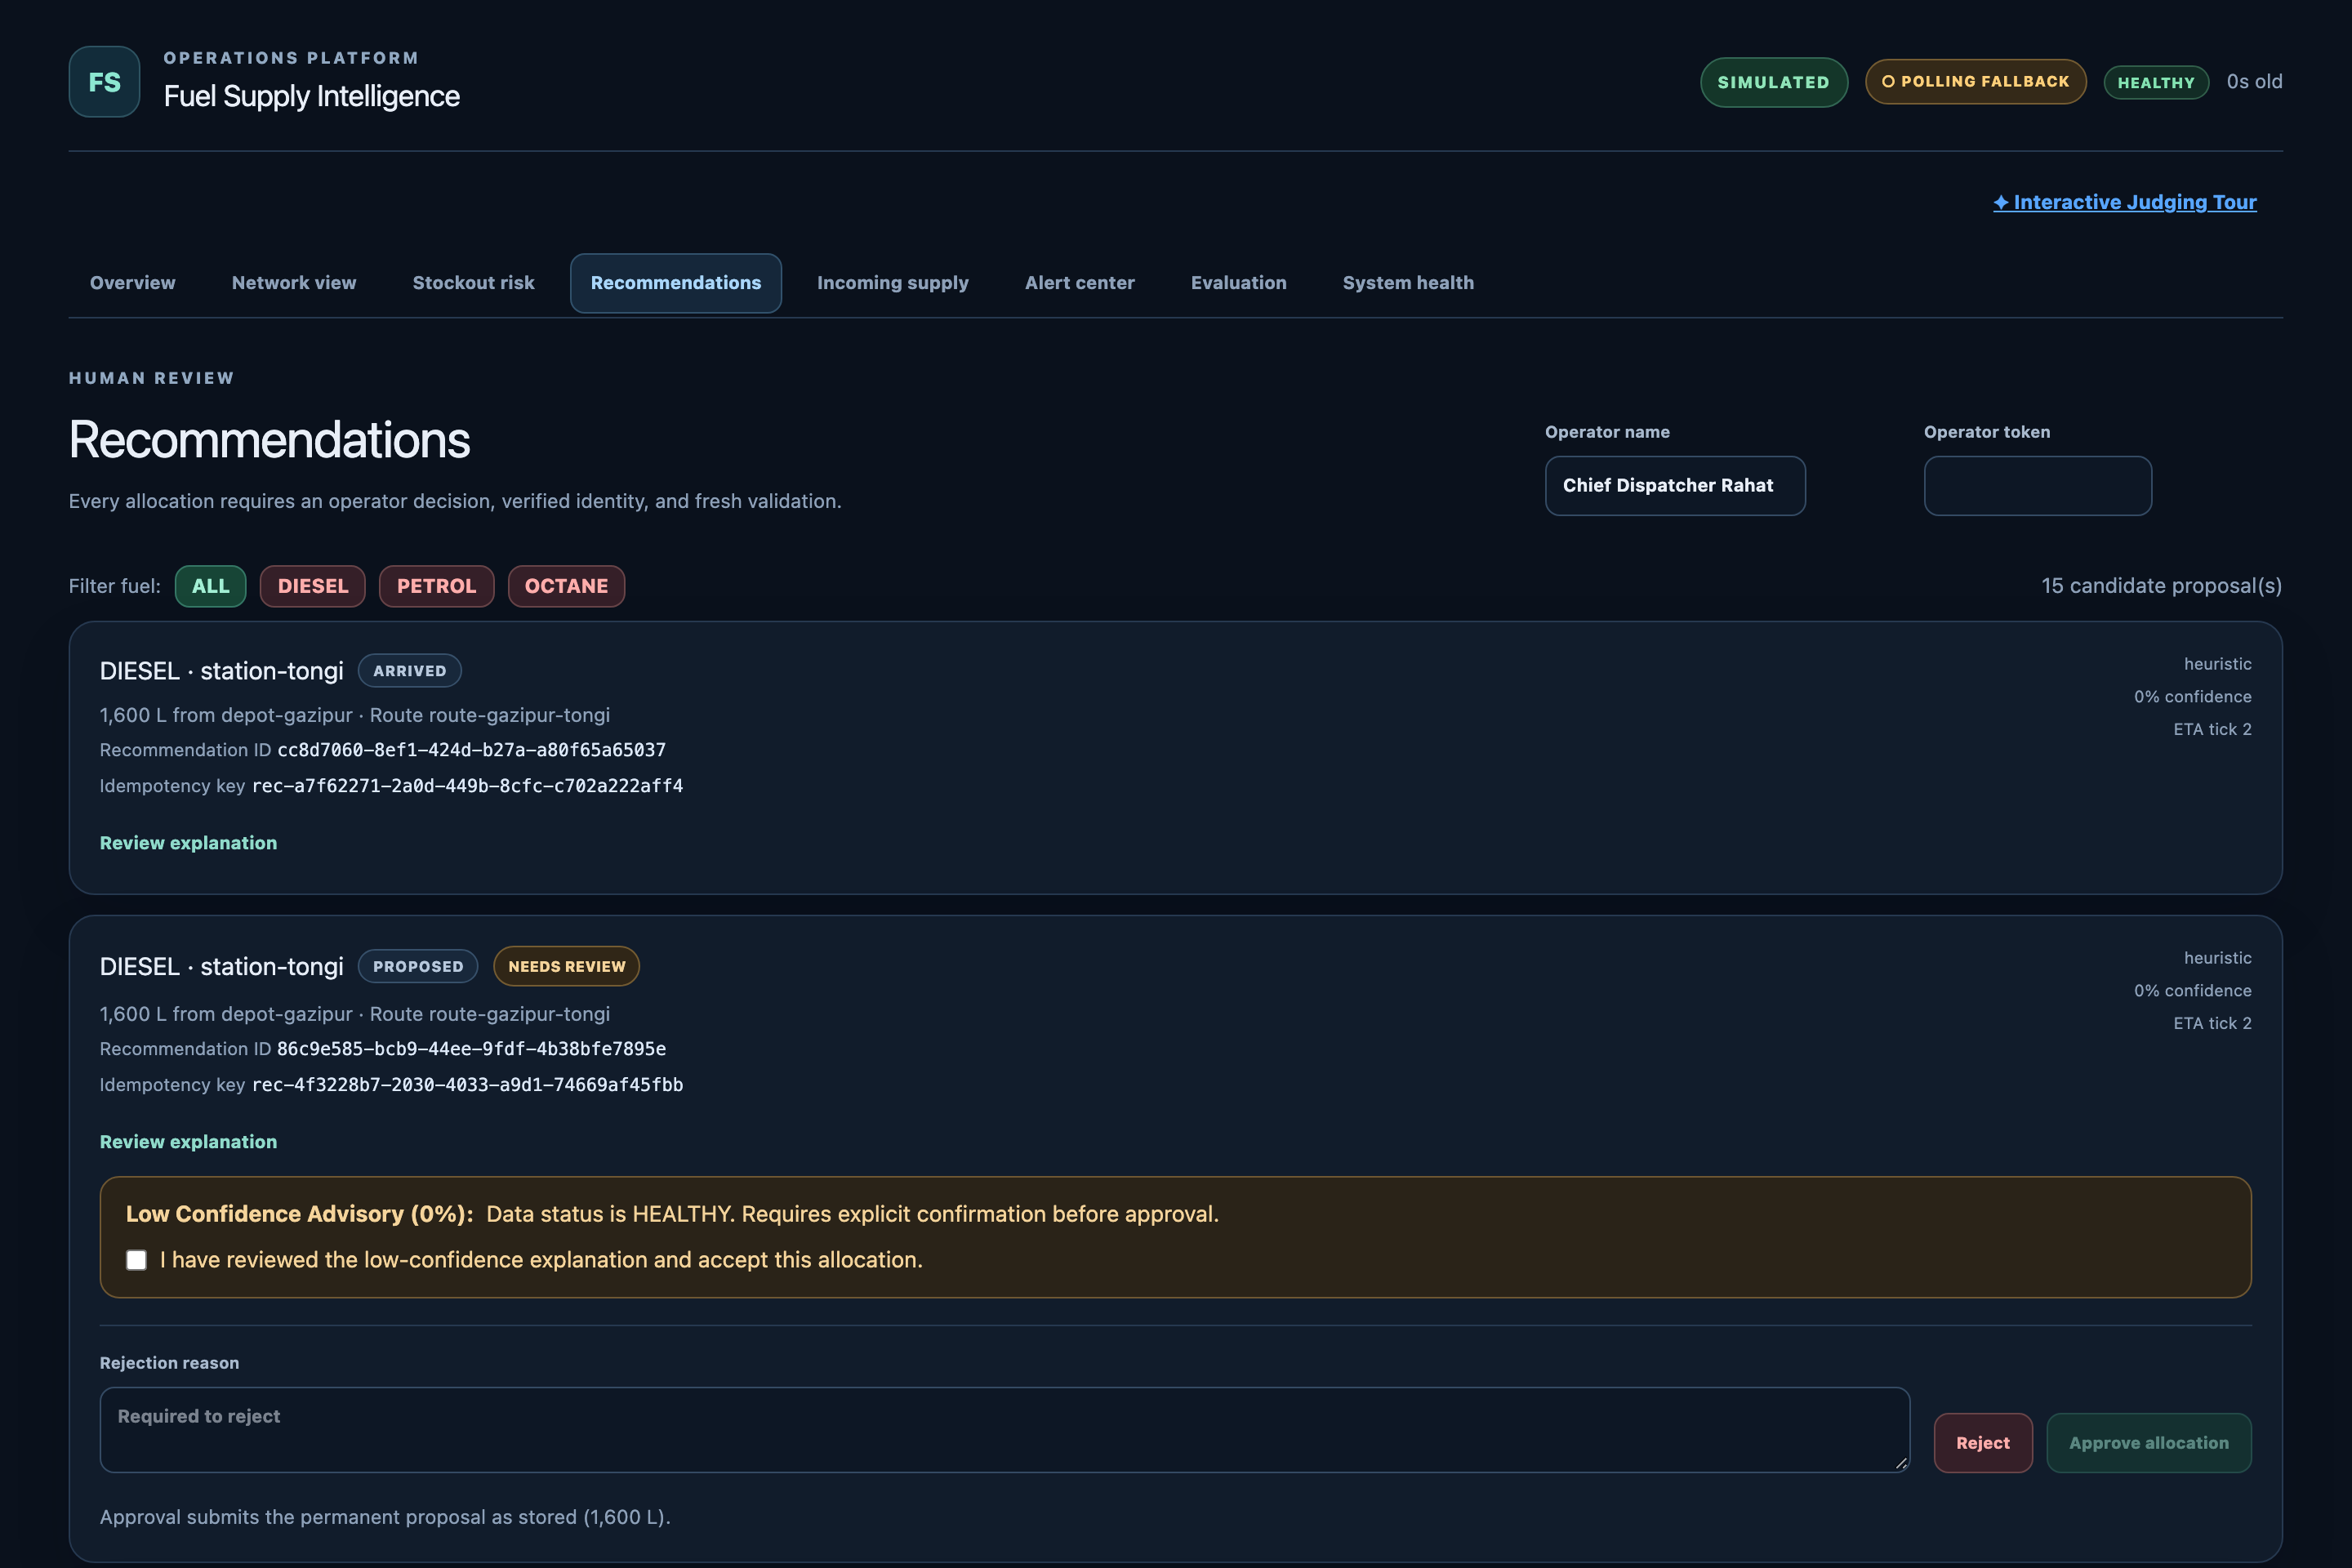 FS
OPERATIONS PLATFORM
Fuel Supply Intelligence
SIMULATED
POLLING FALLBACK
HEALTHY
0s old
✦ Interactive Judging Tour
Overview
Network view
Stockout risk
Recommendations
Incoming supply
Alert center
Evaluation
System health
HUMAN REVIEW
Recommendations
Every allocation requires an operator decision, verified identity, and fresh validation.
Operator name
Chief Dispatcher Rahat
Operator token
Filter fuel:
ALL
DIESEL
PETROL
OCTANE
15 candidate proposal(s)
DIESEL · station-tongi
ARRIVED
1,600 L from depot-gazipur · Route route-gazipur-tongi
Recommendation ID cc8d7060-8ef1-424d-b27a-a80f65a65037
Idempotency key rec-a7f62271-2a0d-449b-8cfc-c702a222aff4
heuristic
0% confidence
ETA tick 2
Review explanation
DIESEL · station-tongi
PROPOSED
NEEDS REVIEW
1,600 L from depot-gazipur · Route route-gazipur-tongi
Recommendation ID 86c9e585-bcb9-44ee-9fdf-4b38bfe7895e
Idempotency key rec-4f3228b7-2030-4033-a9d1-74669af45fbb
heuristic
0% confidence
ETA tick 2
Review explanation
Low Confidence Advisory (0%): Data status is HEALTHY. Requires explicit confirmation before approval.
I have reviewed the low-confidence explanation and accept this allocation.
Rejection reason
Required to reject
Reject
Approve allocation
Approval submits the permanent proposal as stored (1,600 L).